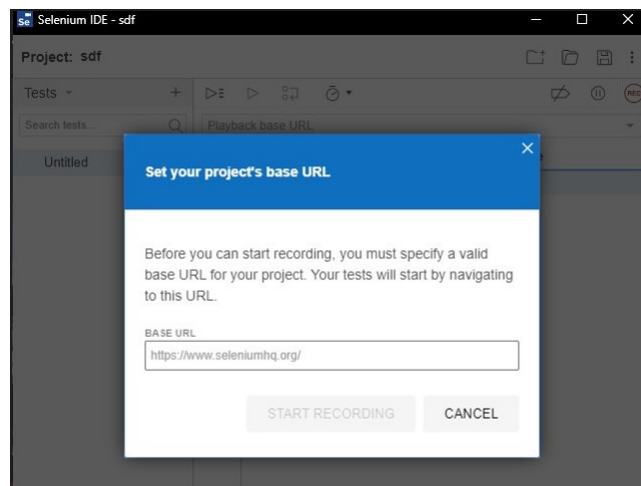 Se Selenium IDE - sdf
Project: sdf
Tests
Search tests...
Playback base URL
REC
Untitled
Set your project's base URL
Before you can start recording, you must specify a valid
base URL for your project. Your tests will start by navigating
to this URL.
BASE URL
https://www.seleniumhq.org/
START RECORDING
CANCEL